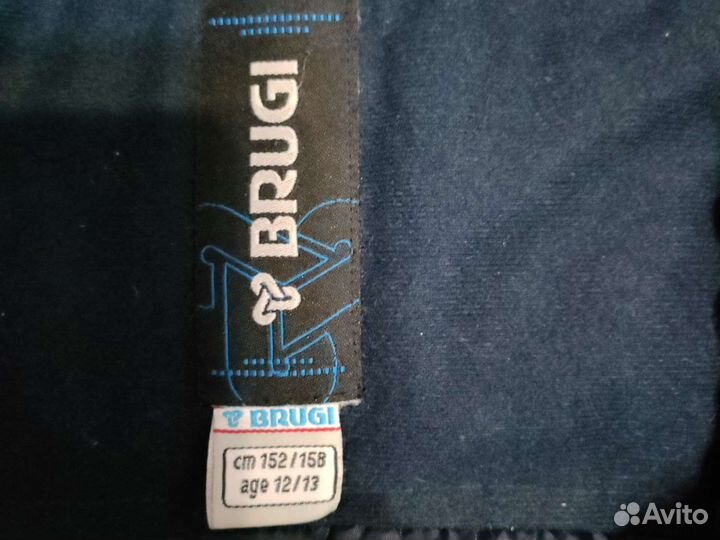 BRUGI
BRUGI
cm 152/158
age 12/13
Avito